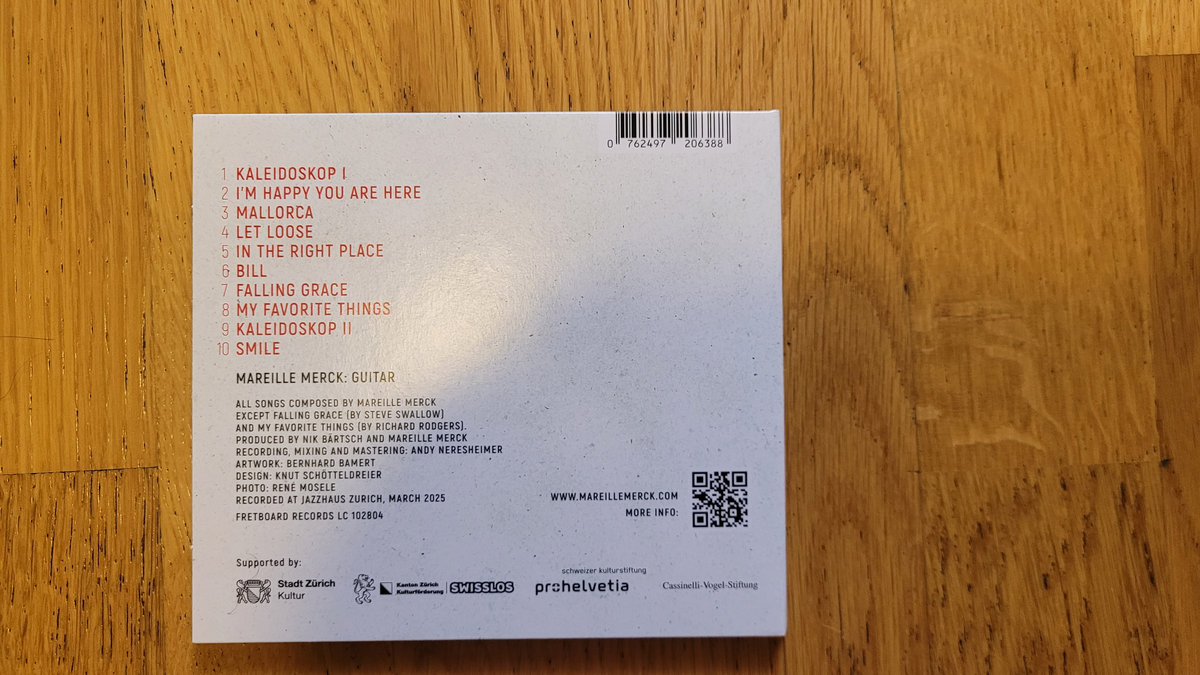 0 762497 206388
1 KALEIDOSKOP I
2 I'M HAPPY YOU ARE HERE
3 MALLORCA
4 LET LOOSE
5 IN THE RIGHT PLACE
6 BILL
7 FALLING GRACE
8 MY FAVORITE THINGS
9 KALEIDOSKOP II
10 SMILE
MAREILLE MERCK: GUITAR
ALL SONGS COMPOSED BY MAREILLE MERCK
EXCEPT FALLING GRACE (BY STEVE SWALLOW)
AND MY FAVORITE THINGS (BY RICHARD RODGERS).
PRODUCED BY NIK BÄRTSCH AND MAREILLE MERCK
RECORDING, MIXING AND MASTERING: ANDY NERESHEIMER
ARTWORK: BERNHARD BAMERT
DESIGN: KNUT SCHÖTTELDREIER
PHOTO: RENÉ MOSELE
RECORDED AT JAZZHAUS ZURICH, MARCH 2025
FRETBOARD RECORDS LC 102804
WWW.MAREILLEMERCK.COM
MORE INFO:
Supported by:
Stadt Zürich
Kultur
Kanton Zürich
Kulturförderung
SWISSLOS
schweizer kulturstiftung
prohelvetia
Cassinelli-Vogel-Stiftung